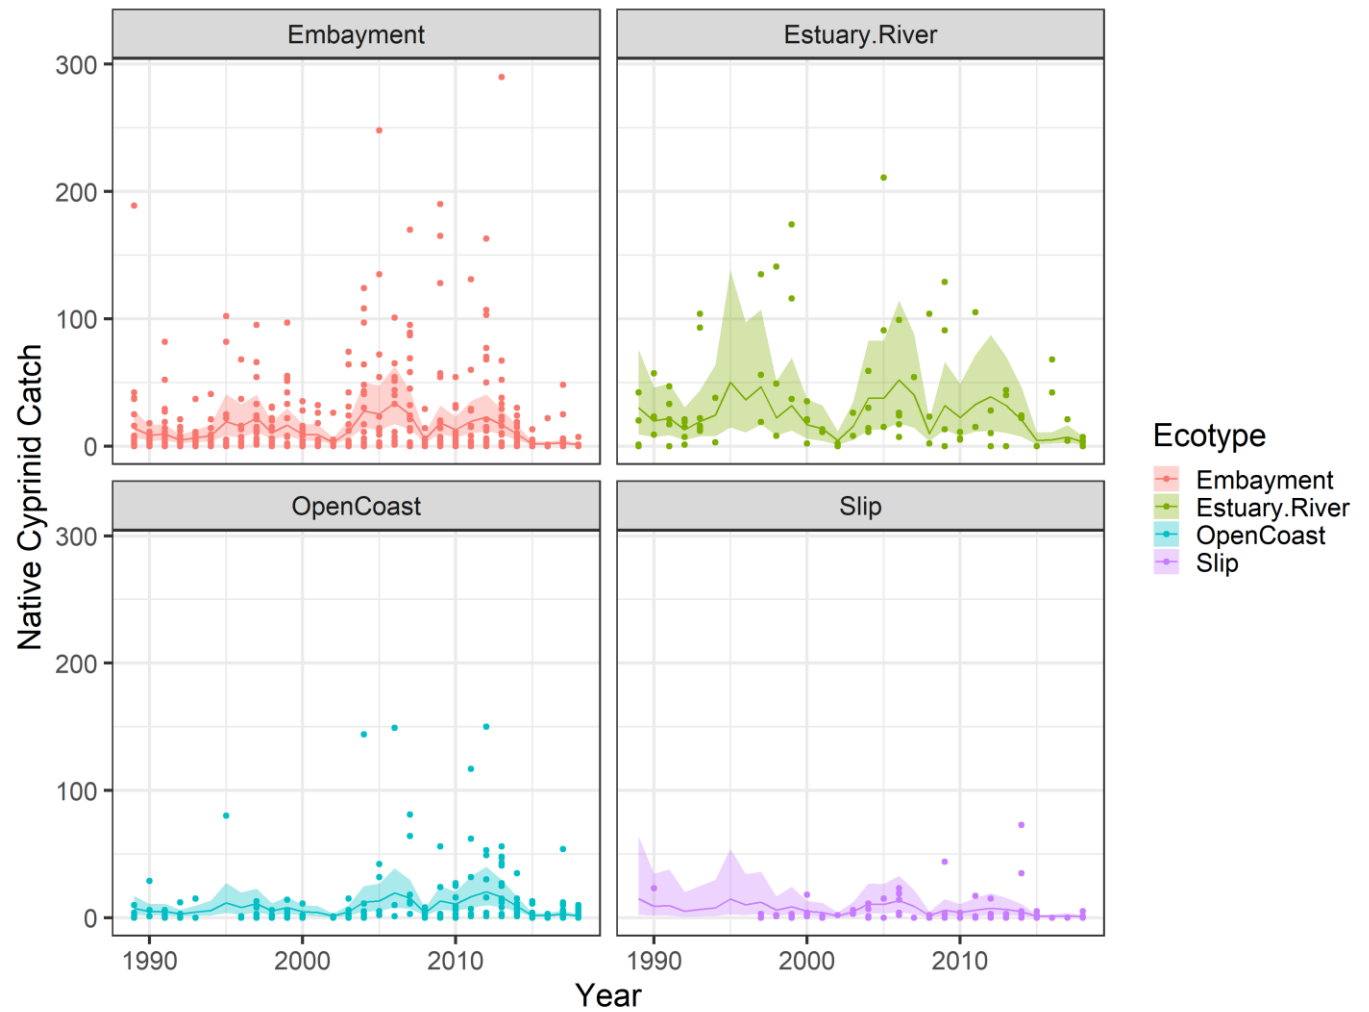 Embayment
Estuary.River
300
200
100
0
OpenCoast
Slip
300
200
100
0
1990
2000
2010
1990
2000
2010
Native Cyprinid Catch
Year
Ecotype
Embayment
Estuary.River
OpenCoast
Slip